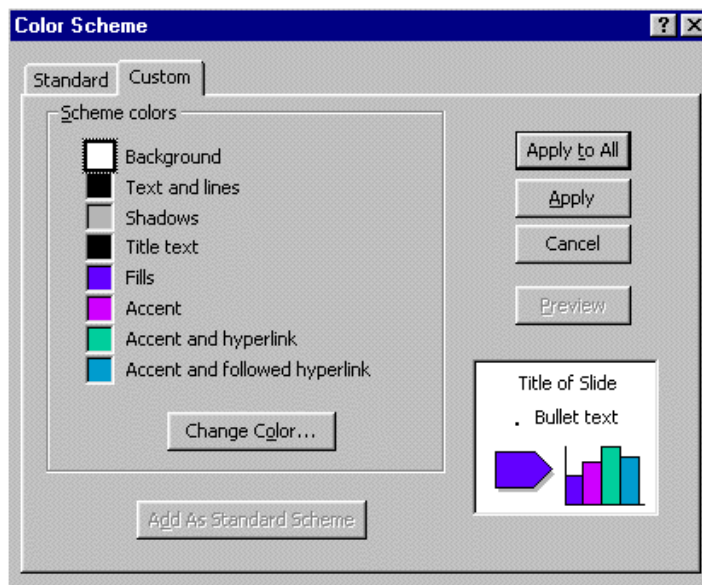 Color Scheme
Standard
Custom
Scheme colors
Background
Text and lines
Shadows
Title text
Fills
Accent
Accent and hyperlink
Accent and followed hyperlink
Change Color...
Add As Standard Scheme
Apply to All
Apply
Cancel
Preview
Title of Slide
. Bullet text